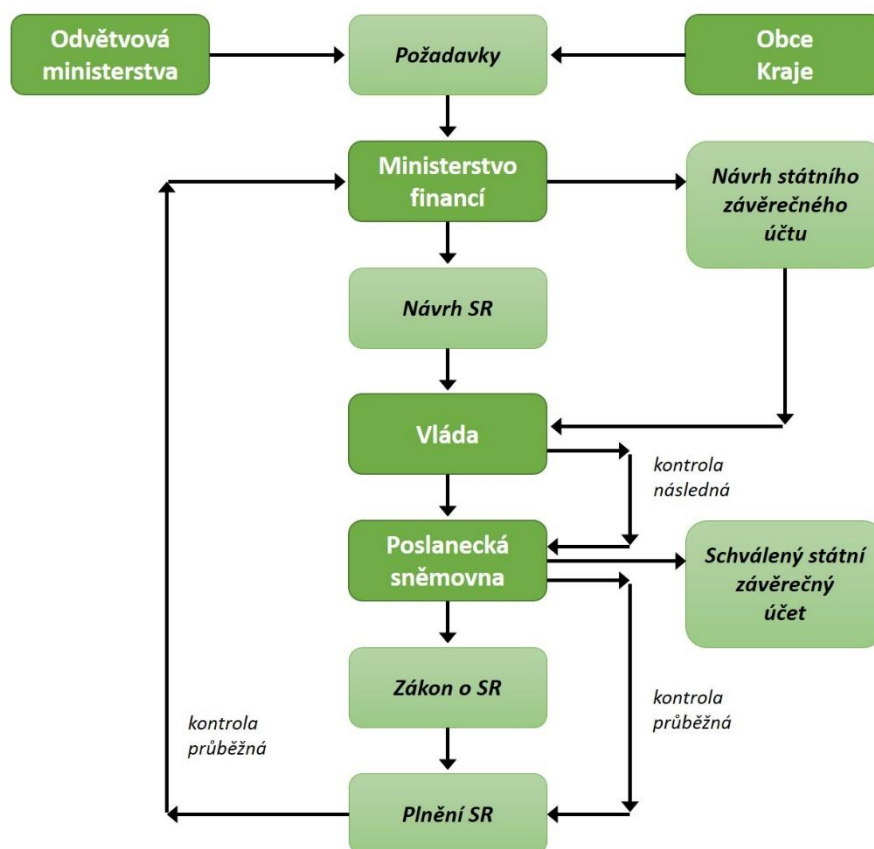 Odvětvová
ministerstva
Požadavky
Obce
Kraje
Ministerstvo
financí
Návrh státního
závěrečného
účtu
Návrh SR
Vláda
kontrola
následná
Poslanecká
sněmovna
Schválený státní
závěrečný
účet
Zákon o SR
kontrola
průběžná
kontrola
průběžná
Plnění SR